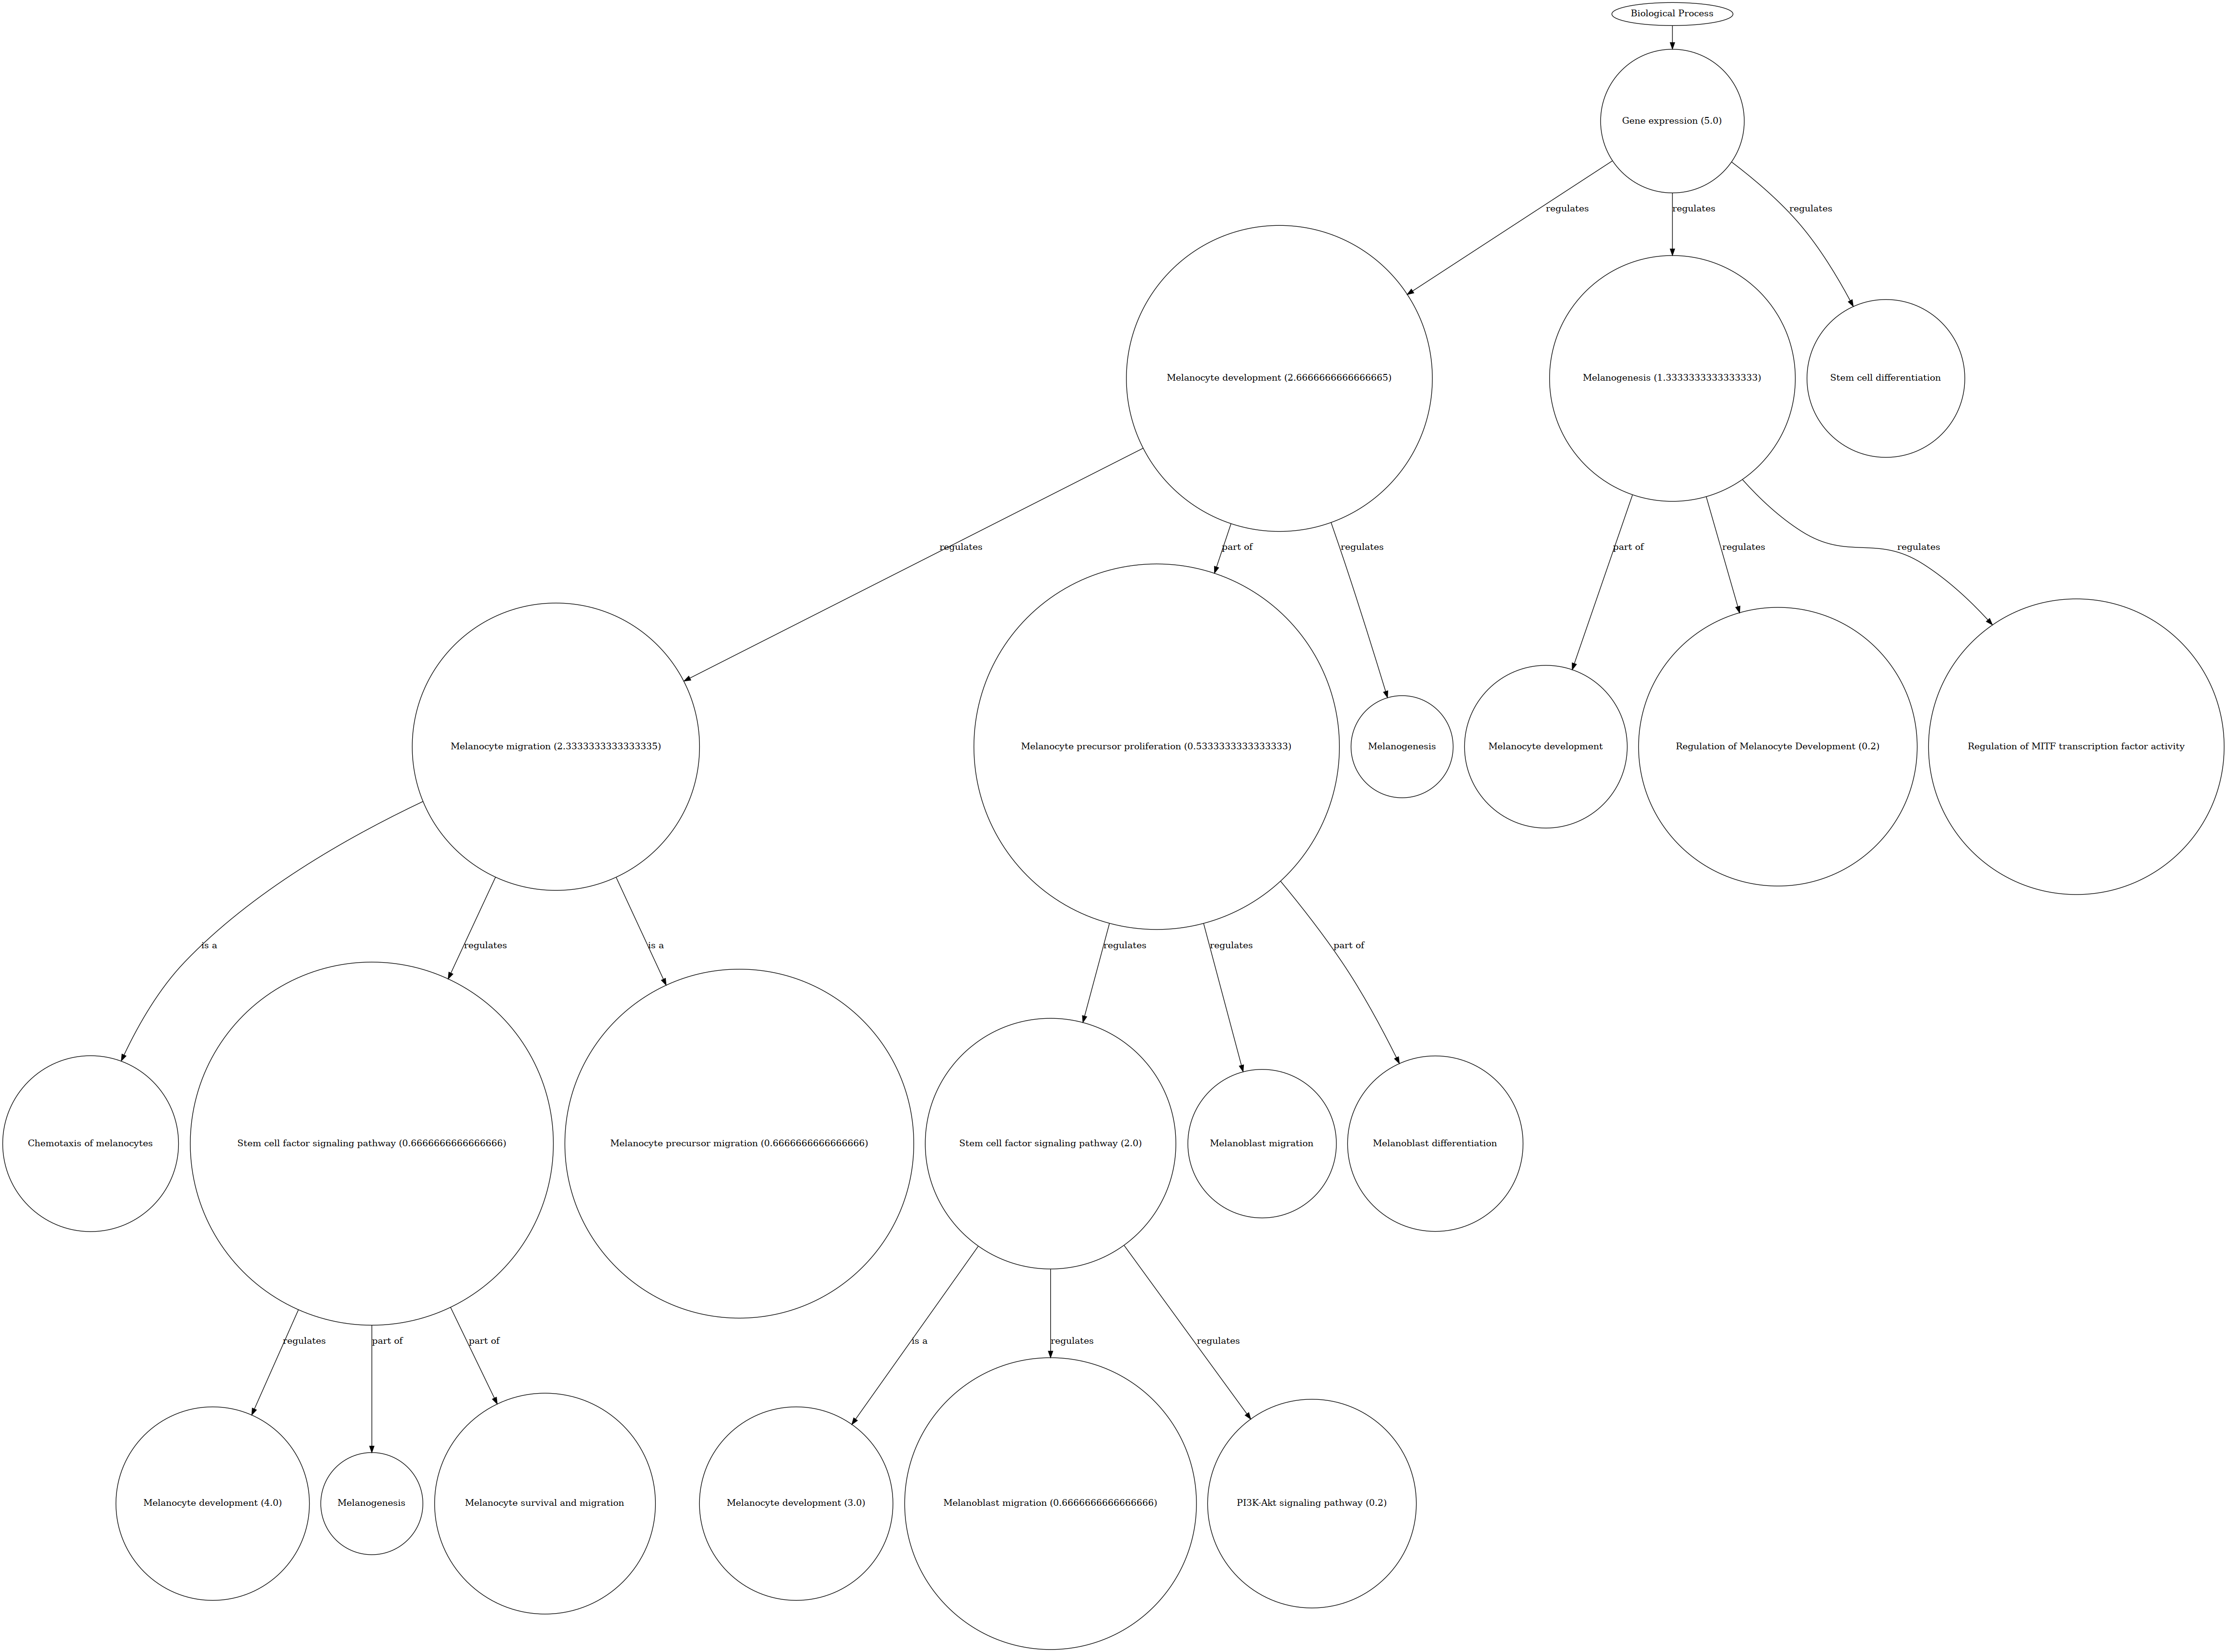 Biological Process
Gene expression (5.0)
regulates
regulates
regulates
Melanocyte development (2.6666666666666665)
Melanogenesis (1.3333333333333333)
Stem cell differentiation
regulates
part of
regulates
part of
regulates
regulates
Melanocyte migration (2.3333333333333335)
Melanocyte precursor proliferation (0.5333333333333333)
Melanogenesis
Melanocyte development
Regulation of Melanocyte Development (0.2)
Regulation of MITF transcription factor activity
is a
regulates
is a
regulates
regulates
part of
Chemotaxis of melanocytes
Stem cell factor signaling pathway (0.6666666666666666)
Melanocyte precursor migration (0.6666666666666666)
Stem cell factor signaling pathway (2.0)
Melanoblast migration
Melanoblast differentiation
regulates
part of
part of
is a
regulates
regulates
Melanocyte development (4.0)
Melanogenesis
Melanocyte survival and migration
Melanocyte development (3.0)
Melanoblast migration (0.6666666666666666)
PI3K-Akt signaling pathway (0.2)